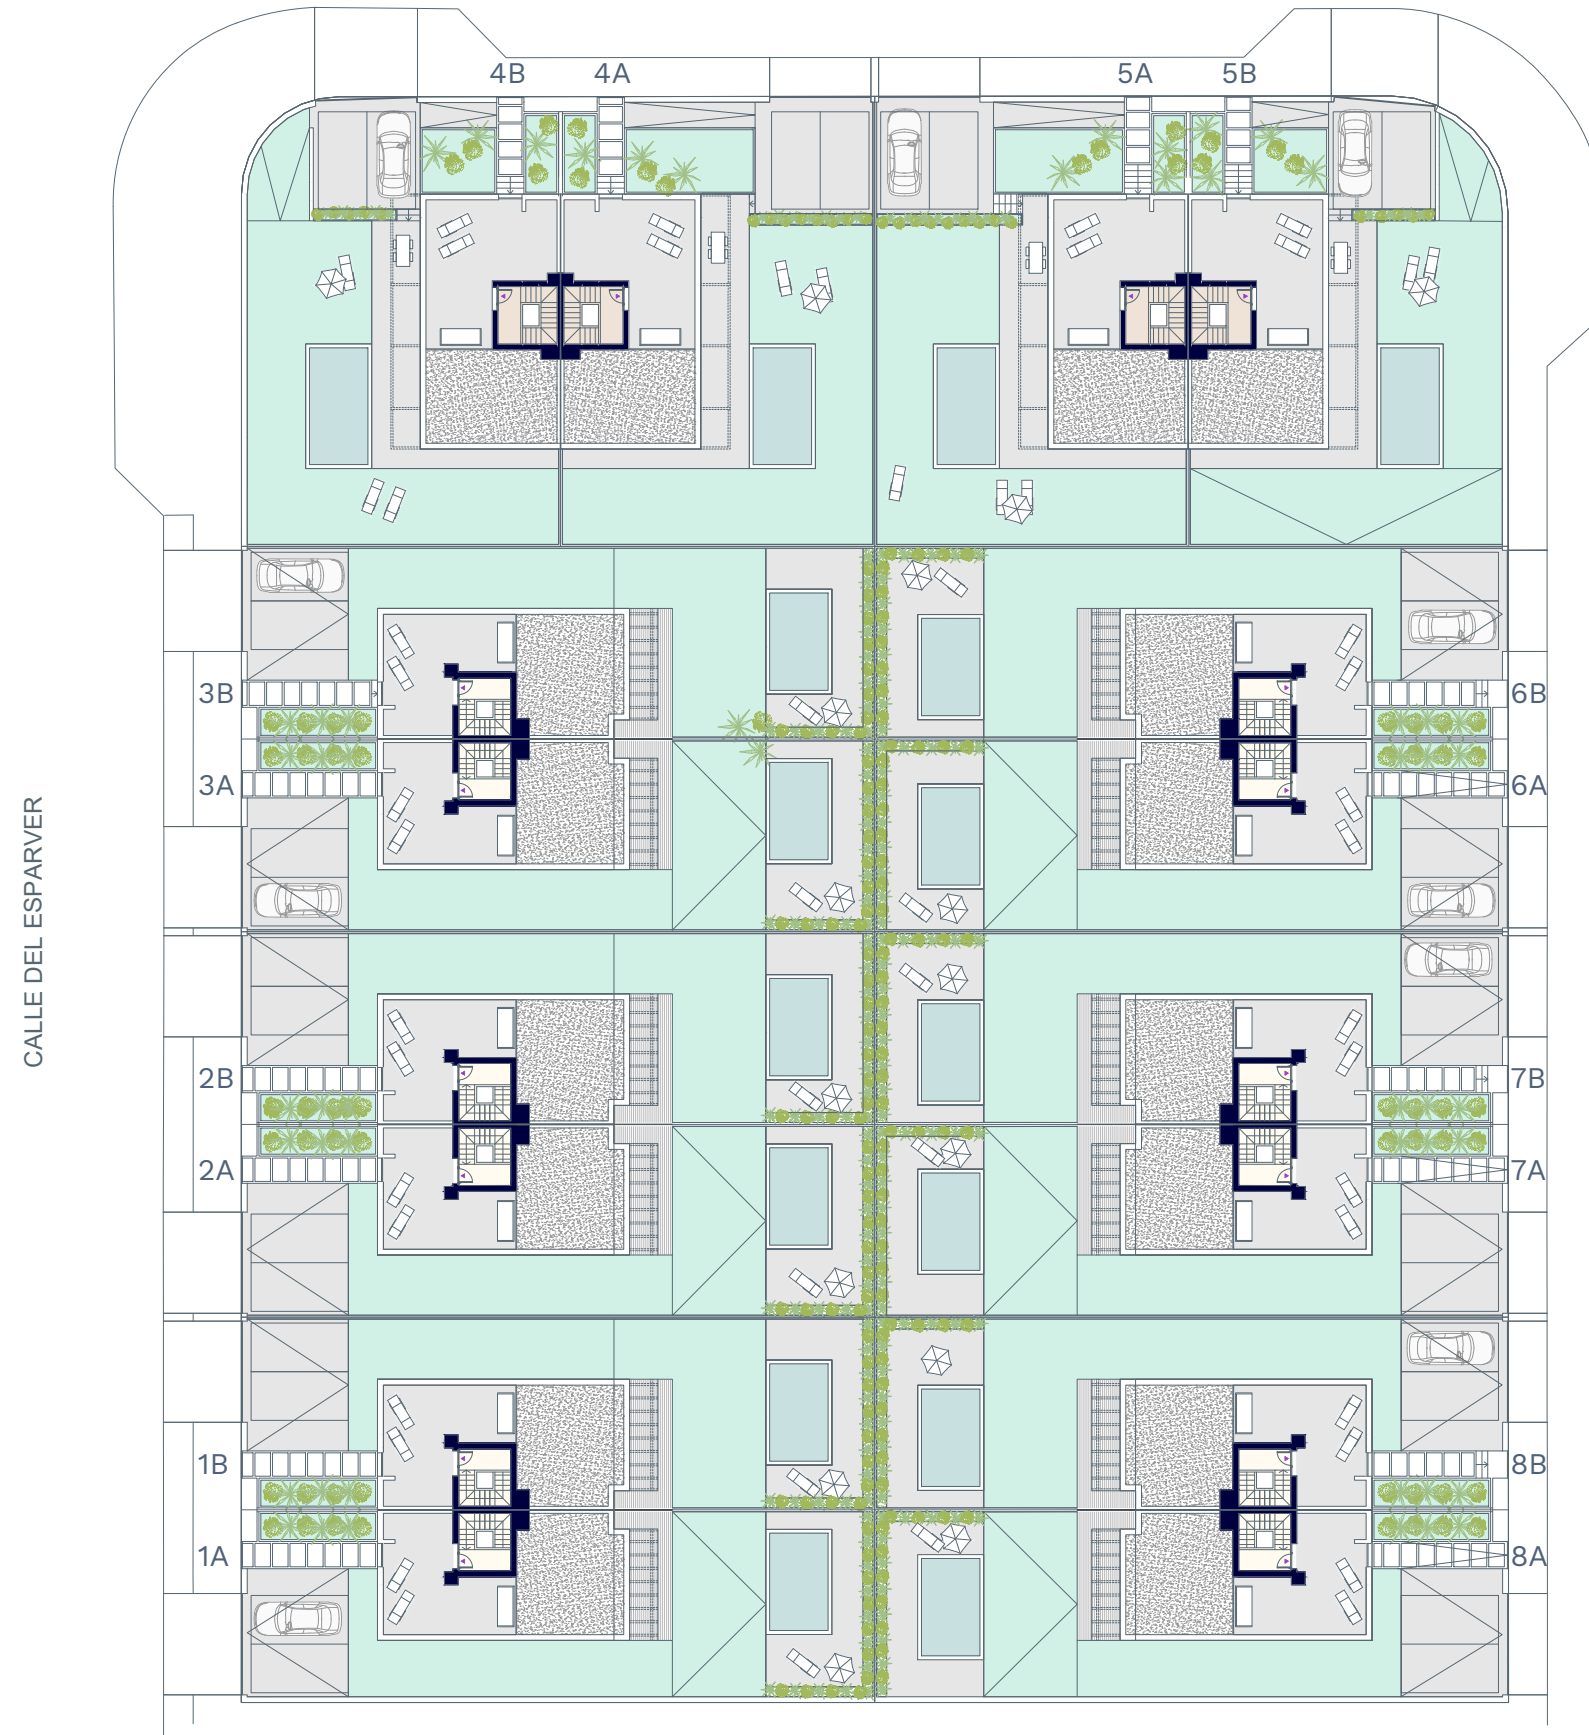 4B 4A 5A 5B
3B 6B
3A 6A
CALLE DEL ESPARVER
2B 7B
2A 7A
1B 8B
1A 8A